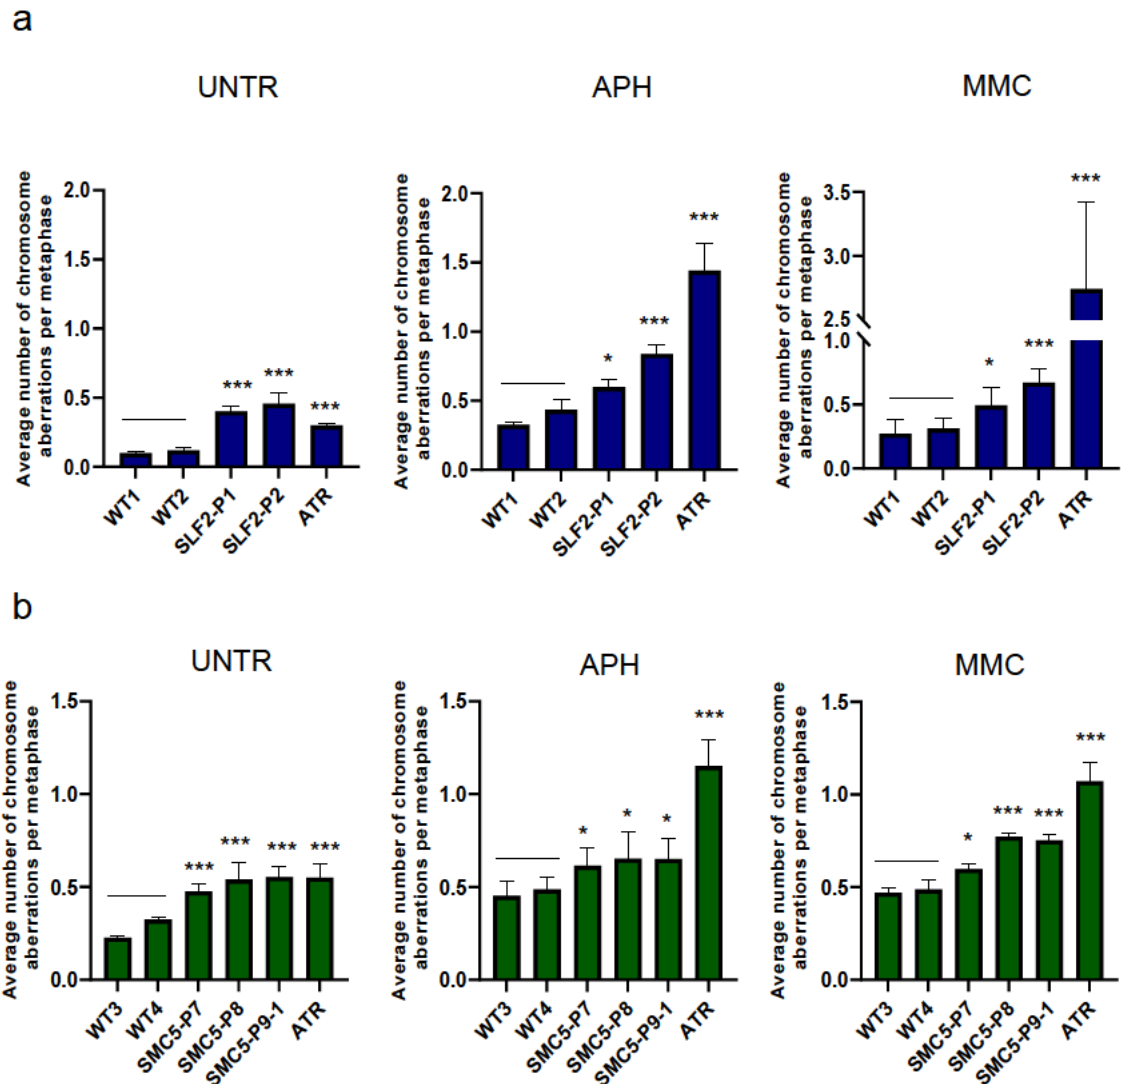 a
UNTR
APH
MMC
Average number of chromosome
aberrations per metaphase
2.0
1.5
1.0
0.5
0.0
***
***
***
WT1
WT2
SLF2-P1
SLF2-P2
ATR
Average number of chromosome
aberrations per metaphase
2.0
1.5
1.0
0.5
0.0
*
***
***
WT1
WT2
SLF2-P1
SLF2-P2
ATR
Average number of chromosome
aberrations per metaphase
3.5
3.0
2.5
1.0
0.5
0.0
*
***
***
WT1
WT2
SLF2-P1
SLF2-P2
ATR
b
UNTR
APH
MMC
Average number of chromosome
aberrations per metaphase
1.5
1.0
0.5
0.0
***
***
***
***
WT3
WT4
SMC5-P7
SMC5-P8
SMC5-P9-1
ATR
Average number of chromosome
aberrations per metaphase
1.5
1.0
0.5
0.0
*
*
*
***
WT3
WT4
SMC5-P7
SMC5-P8
SMC5-P9-1
ATR
Average number of chromosome
aberrations per metaphase
1.5
1.0
0.5
0.0
*
***
***
***
WT3
WT4
SMC5-P7
SMC5-P8
SMC5-P9-1
ATR